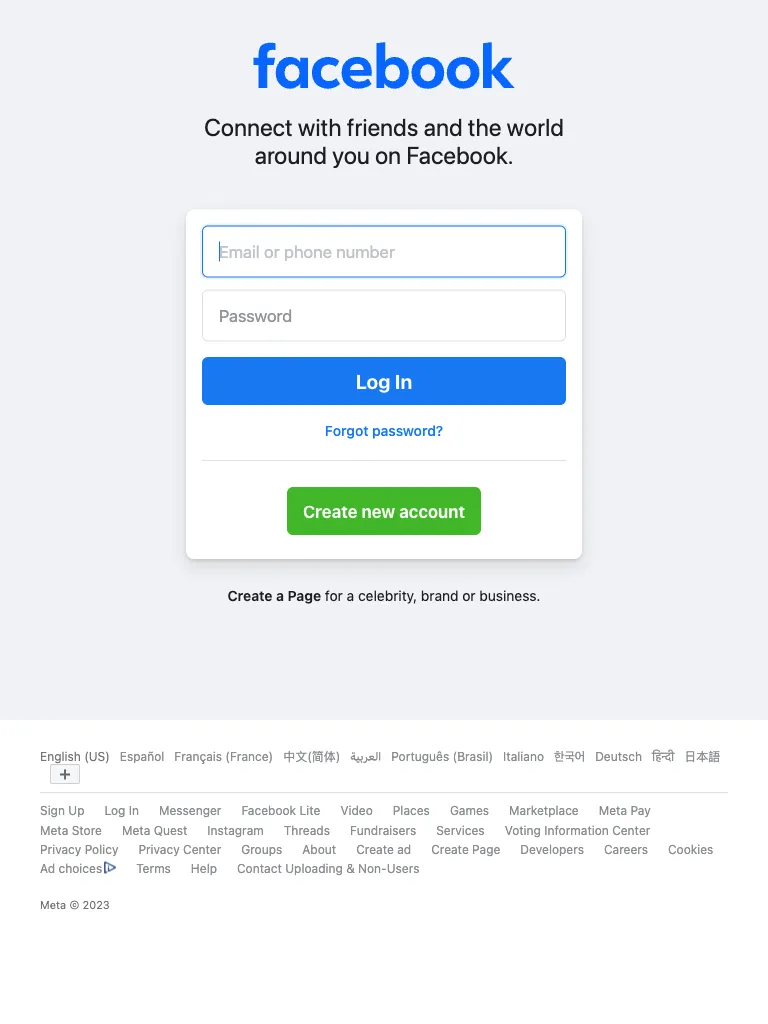 facebook
Connect with friends and the world
around you on Facebook.
Email or phone number
Password
Log In
Forgot password?
Create new account
Create a Page for a celebrity, brand or business.
English (US) Español Français (France) 中文(简体) العربية Português (Brasil) Italiano 한국어 Deutsch हिन्दी 日本語
+
Sign Up Log In Messenger Facebook Lite Video Places Games Marketplace Meta Pay
Meta Store Meta Quest Instagram Threads Fundraisers Services Voting Information Center
Privacy Policy Privacy Center Groups About Create ad Create Page Developers Careers Cookies
Ad choices Terms Help Contact Uploading & Non-Users
Meta © 2023